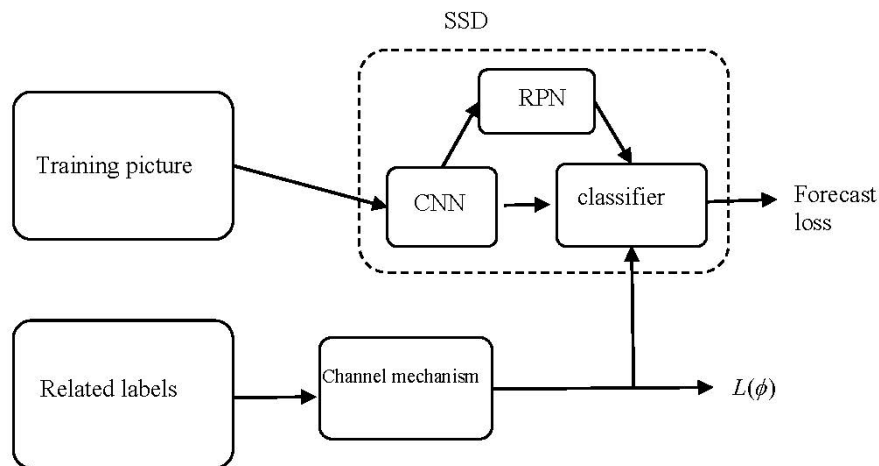 SSD
RPN
Training picture
CNN
classifier
Forecast
loss
Related labels
Channel mechanism
L(ϕ)